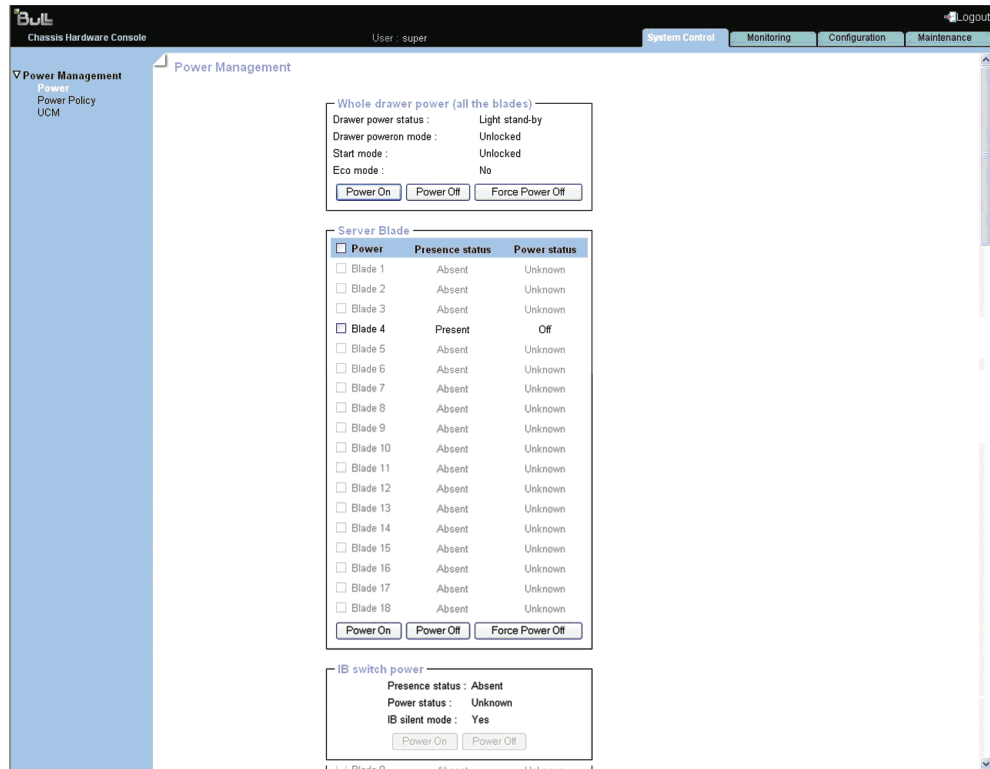 Bull
Logout
Chassis Hardware Console
User : super
System Control
Monitoring
Configuration
Maintenance
Power Management
Power
Power Policy
UCM
Power Management
Whole drawer power (all the blades)
Drawer power status : Light stand-by
Drawer poweron mode : Unlocked
Start mode : Unlocked
Eco mode : No
Power On Power Off Force Power Off
Server Blade
Power Presence status Power status
Blade 1 Absent Unknown
Blade 2 Absent Unknown
Blade 3 Absent Unknown
Blade 4 Present Off
Blade 5 Absent Unknown
Blade 6 Absent Unknown
Blade 7 Absent Unknown
Blade 8 Absent Unknown
Blade 9 Absent Unknown
Blade 10 Absent Unknown
Blade 11 Absent Unknown
Blade 12 Absent Unknown
Blade 13 Absent Unknown
Blade 14 Absent Unknown
Blade 15 Absent Unknown
Blade 16 Absent Unknown
Blade 17 Absent Unknown
Blade 18 Absent Unknown
Power On Power Off Force Power Off
IB switch power
Presence status : Absent
Power status : Unknown
IB silent mode : Yes
Power On Power Off